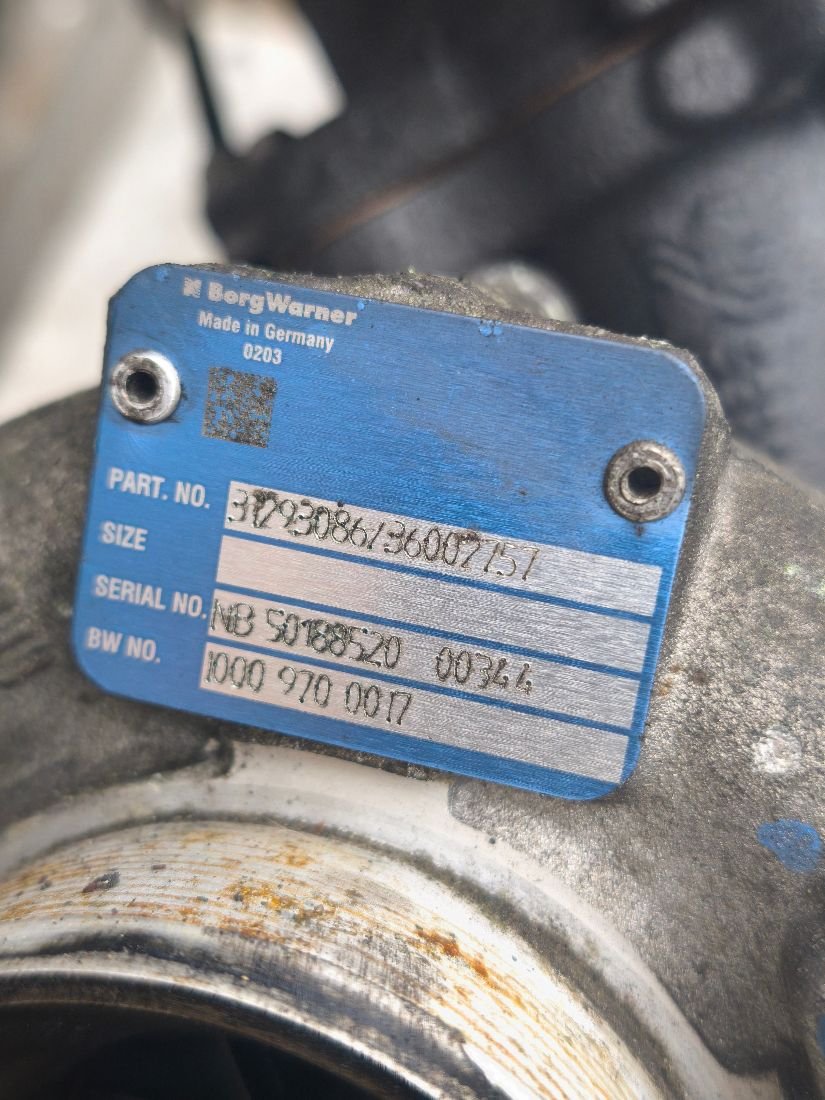 BorgWarner
Made in Germany
0203
PART. NO. 31293086/36002757
SIZE
SERIAL NO. NB 50188520 00344
BW NO. 1000 970 0017